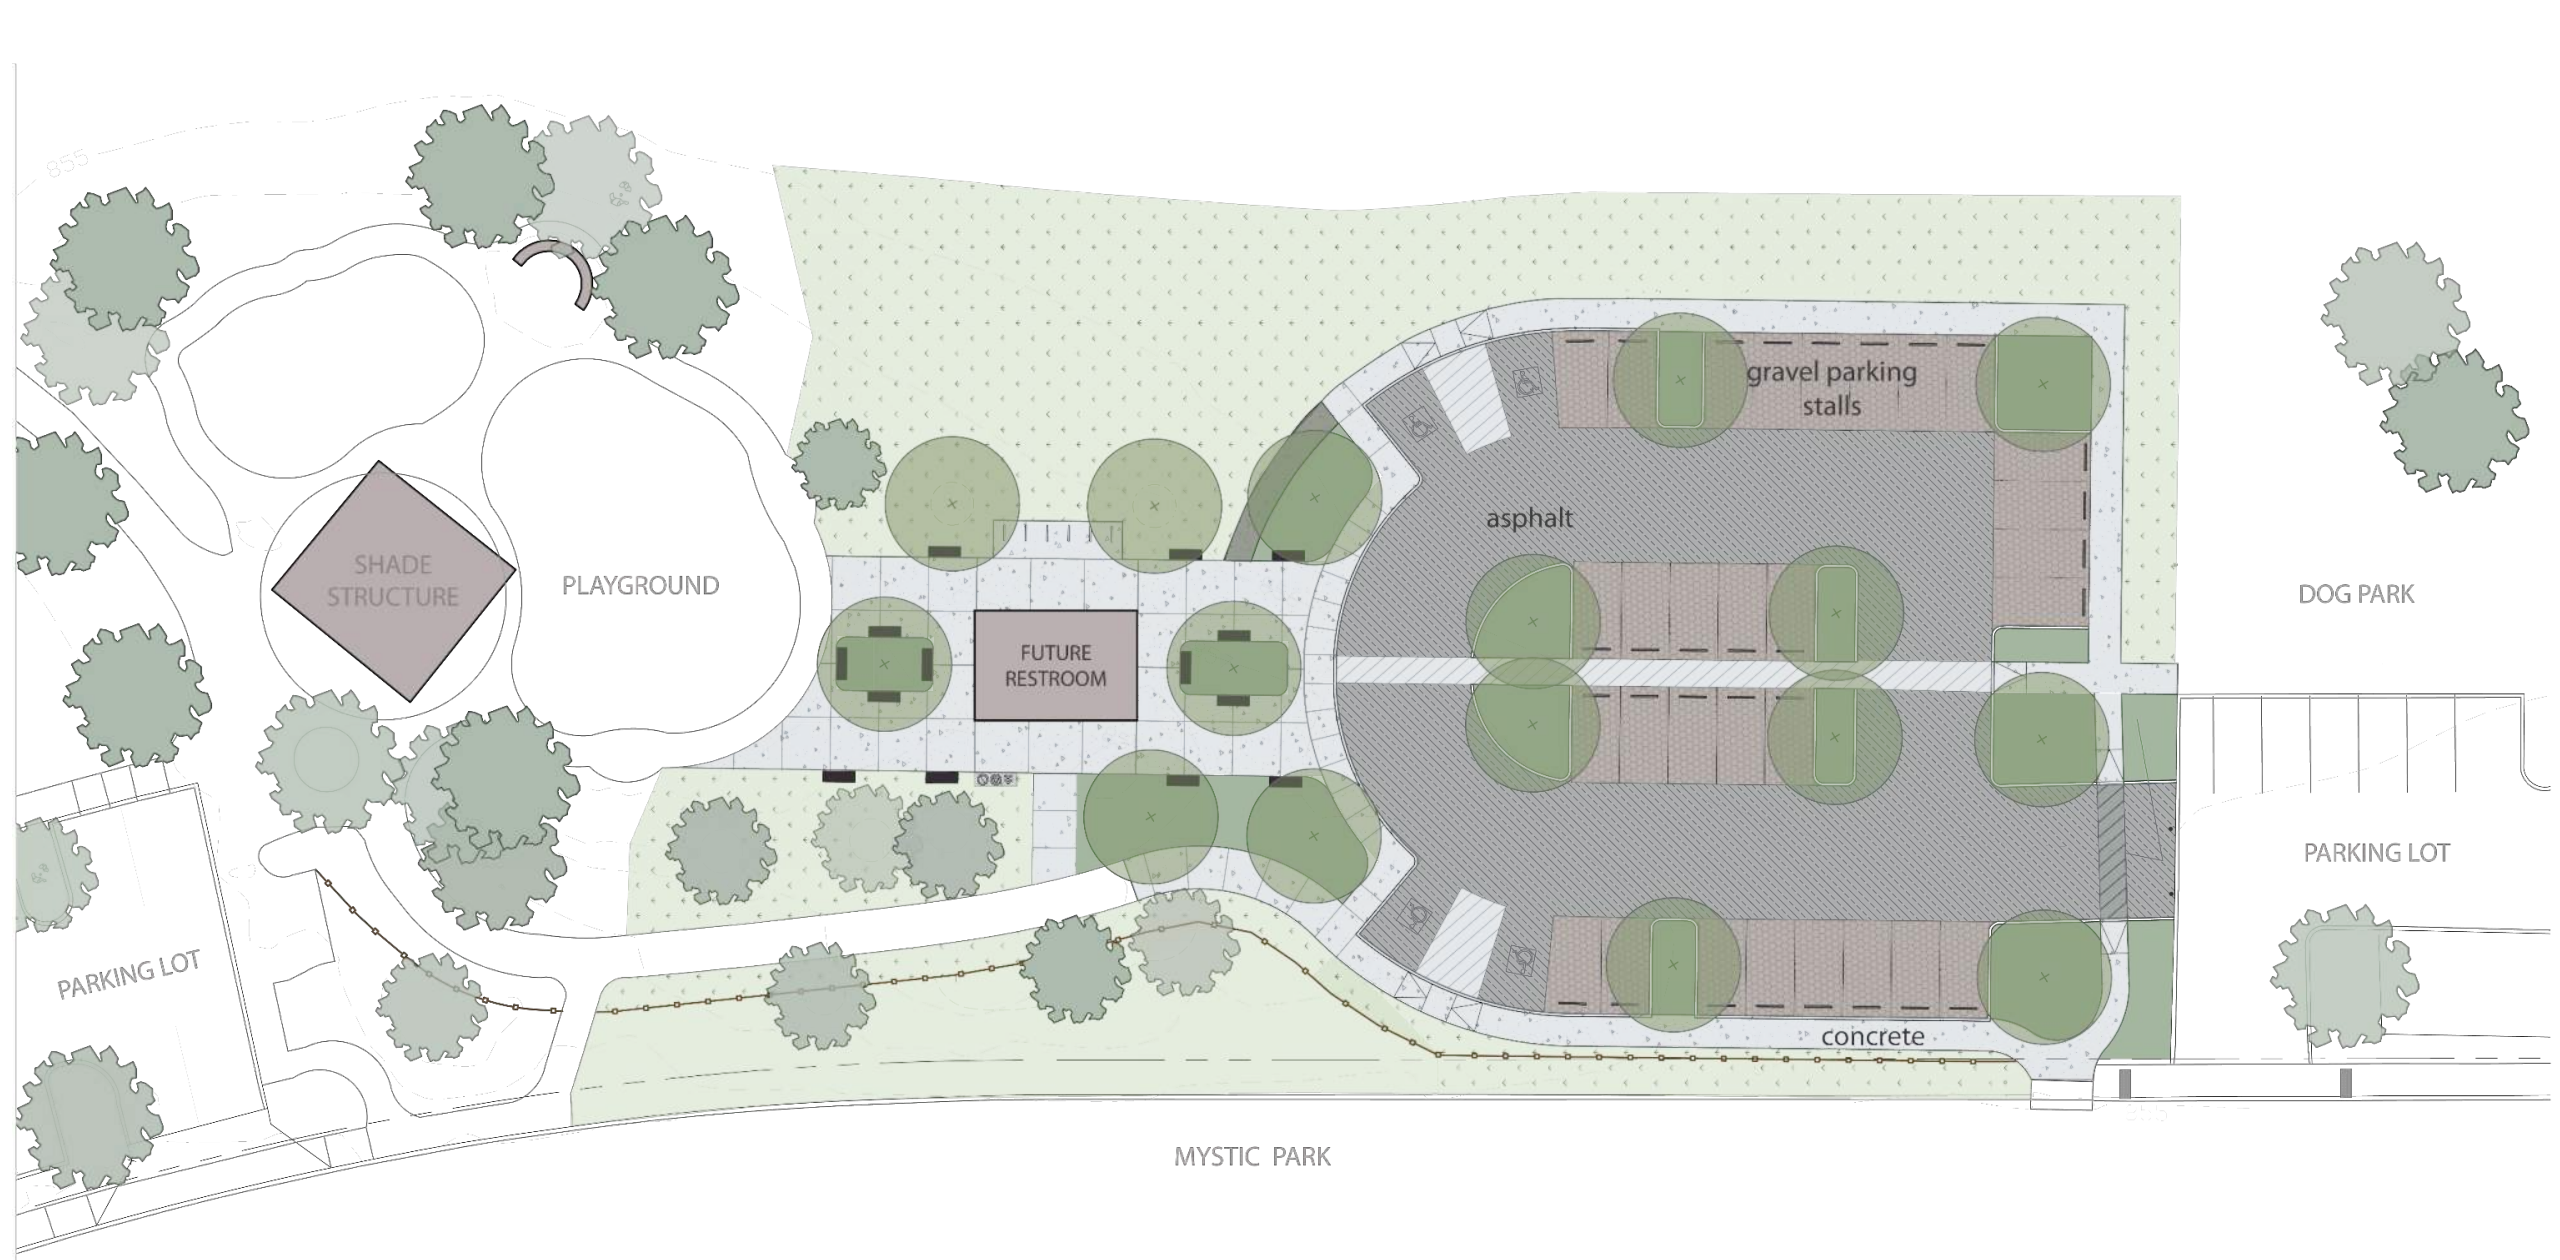 855
gravel parking
stalls
asphalt
SHADE
STRUCTURE
PLAYGROUND
DOG PARK
FUTURE
RESTROOM
PARKING LOT
PARKING LOT
concrete
MYSTIC PARK